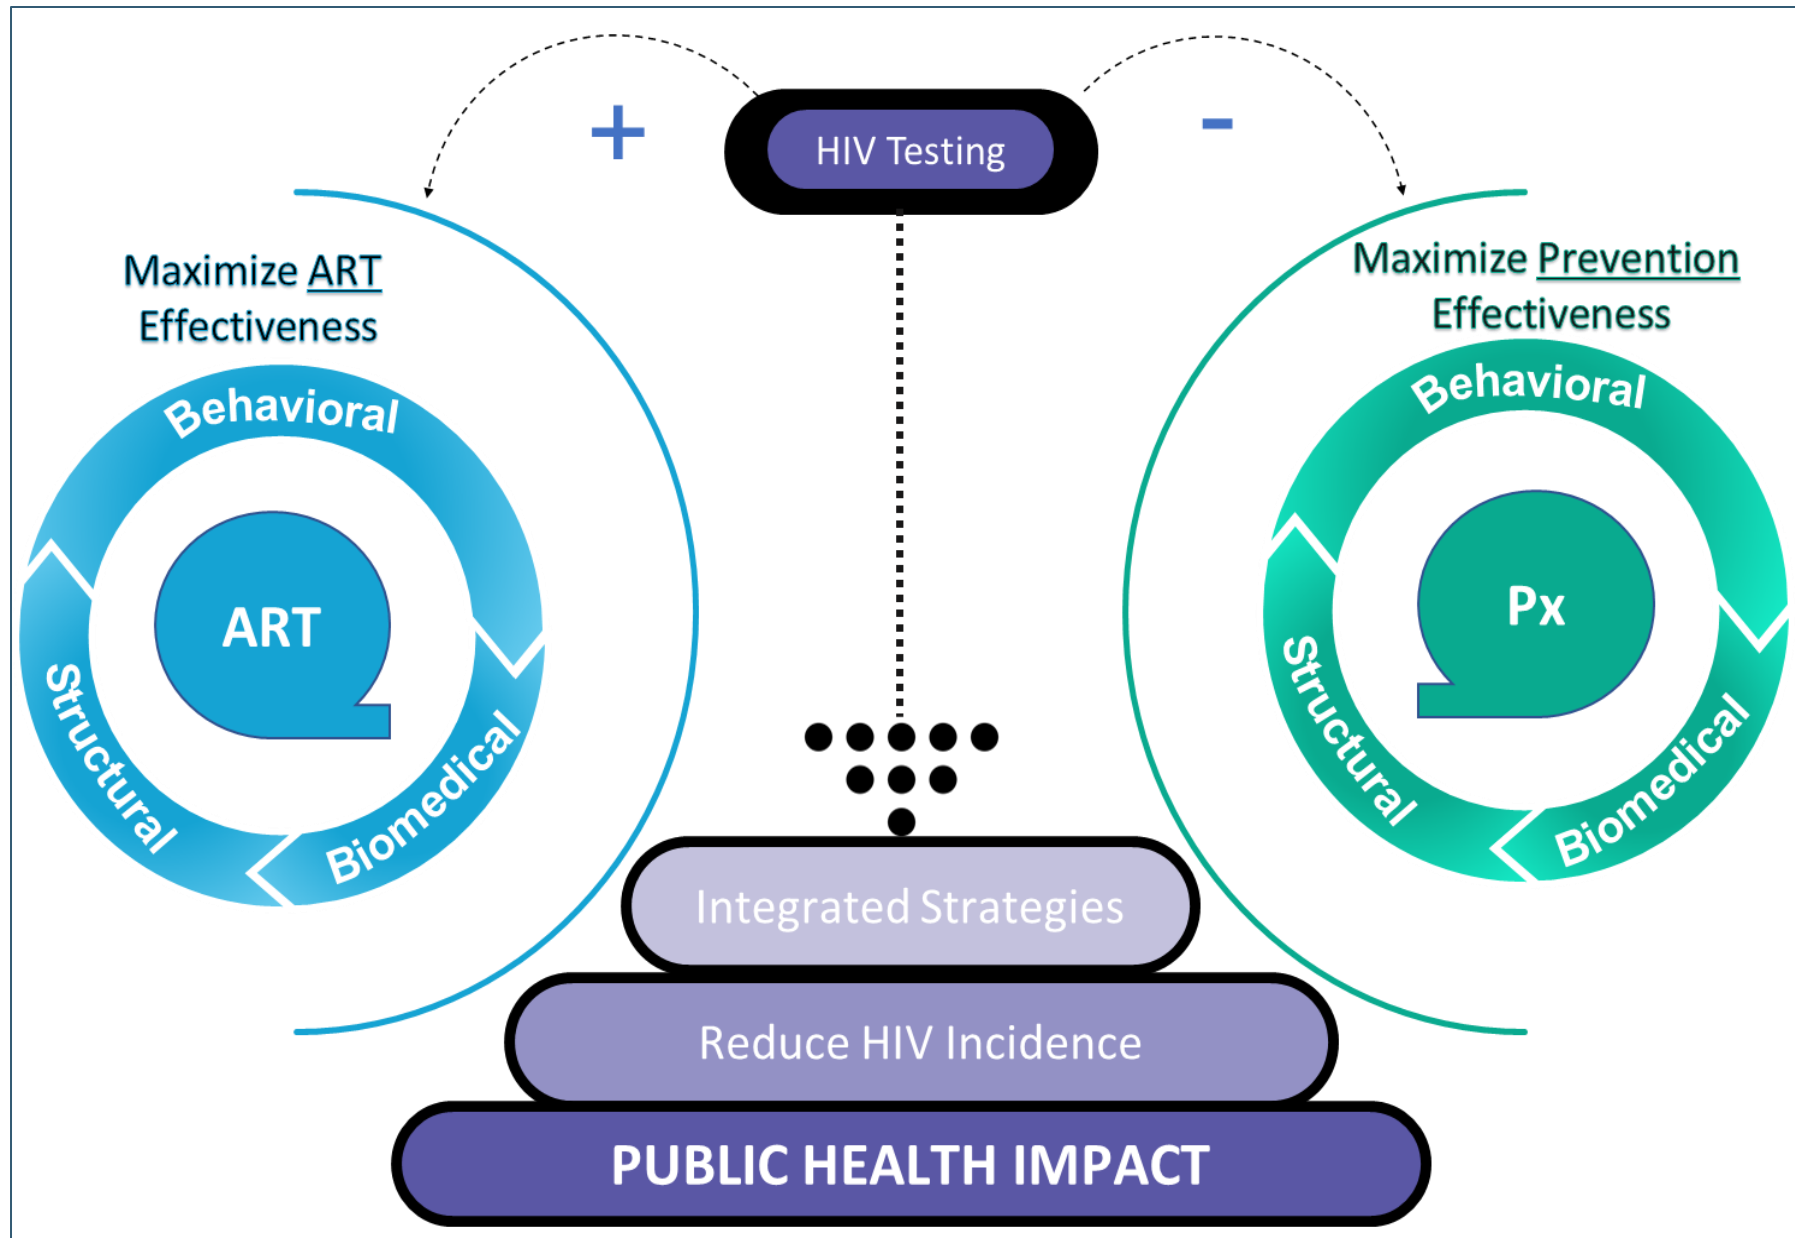 +
HIV Testing
-
Maximize ART
Effectiveness
Behavioral
Biomedical
Structural
ART
Maximize Prevention
Effectiveness
Behavioral
Biomedical
Structural
Px
Integrated Strategies
Reduce HIV Incidence
PUBLIC HEALTH IMPACT